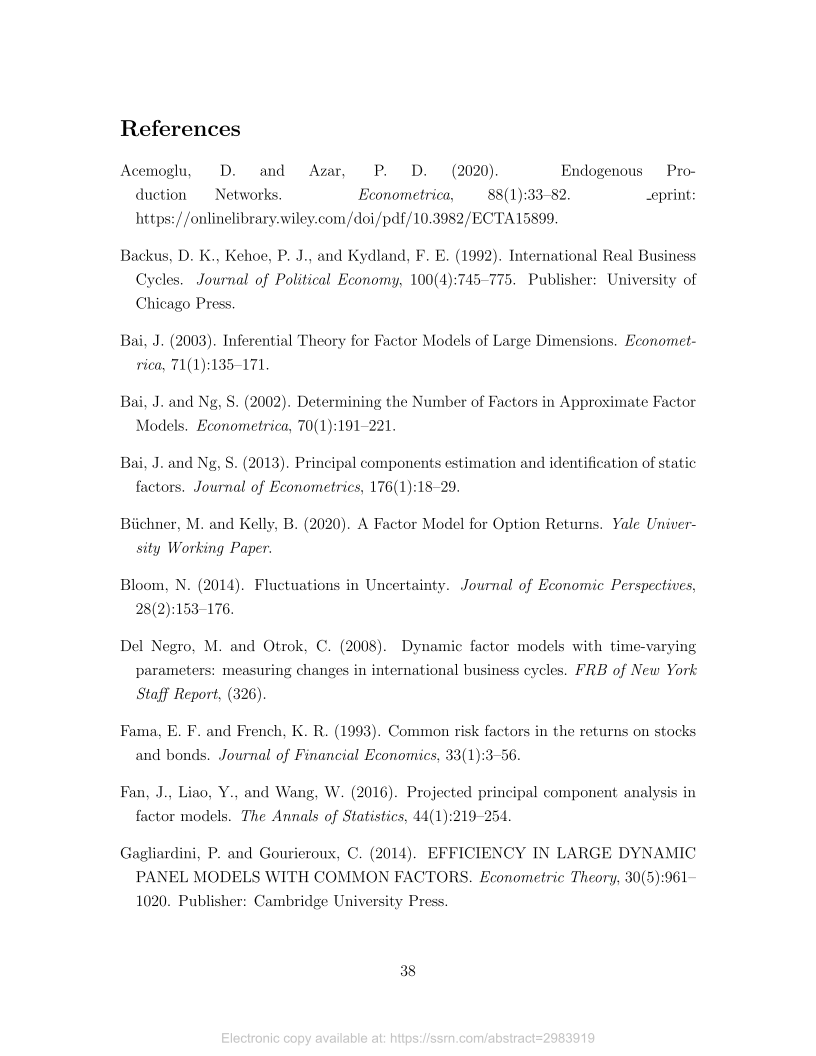 References
Acemoglu, D. and Azar, P. D. (2020). Endogenous Pro-
duction Networks. Econometrica, 88(1):33–82. _eprint:
https://onlinelibrary.wiley.com/doi/pdf/10.3982/ECTA15899.
Backus, D. K., Kehoe, P. J., and Kydland, F. E. (1992). International Real Business
Cycles. Journal of Political Economy, 100(4):745–775. Publisher: University of
Chicago Press.
Bai, J. (2003). Inferential Theory for Factor Models of Large Dimensions. Economet-
rica, 71(1):135–171.
Bai, J. and Ng, S. (2002). Determining the Number of Factors in Approximate Factor
Models. Econometrica, 70(1):191–221.
Bai, J. and Ng, S. (2013). Principal components estimation and identification of static
factors. Journal of Econometrics, 176(1):18–29.
Büchner, M. and Kelly, B. (2020). A Factor Model for Option Returns. Yale Univer-
sity Working Paper.
Bloom, N. (2014). Fluctuations in Uncertainty. Journal of Economic Perspectives,
28(2):153–176.
Del Negro, M. and Otrok, C. (2008). Dynamic factor models with time-varying
parameters: measuring changes in international business cycles. FRB of New York
Staff Report, (326).
Fama, E. F. and French, K. R. (1993). Common risk factors in the returns on stocks
and bonds. Journal of Financial Economics, 33(1):3–56.
Fan, J., Liao, Y., and Wang, W. (2016). Projected principal component analysis in
factor models. The Annals of Statistics, 44(1):219–254.
Gagliardini, P. and Gourieroux, C. (2014). EFFICIENCY IN LARGE DYNAMIC
PANEL MODELS WITH COMMON FACTORS. Econometric Theory, 30(5):961–
1020. Publisher: Cambridge University Press.
38
Electronic copy available at: https://ssrn.com/abstract=2983919